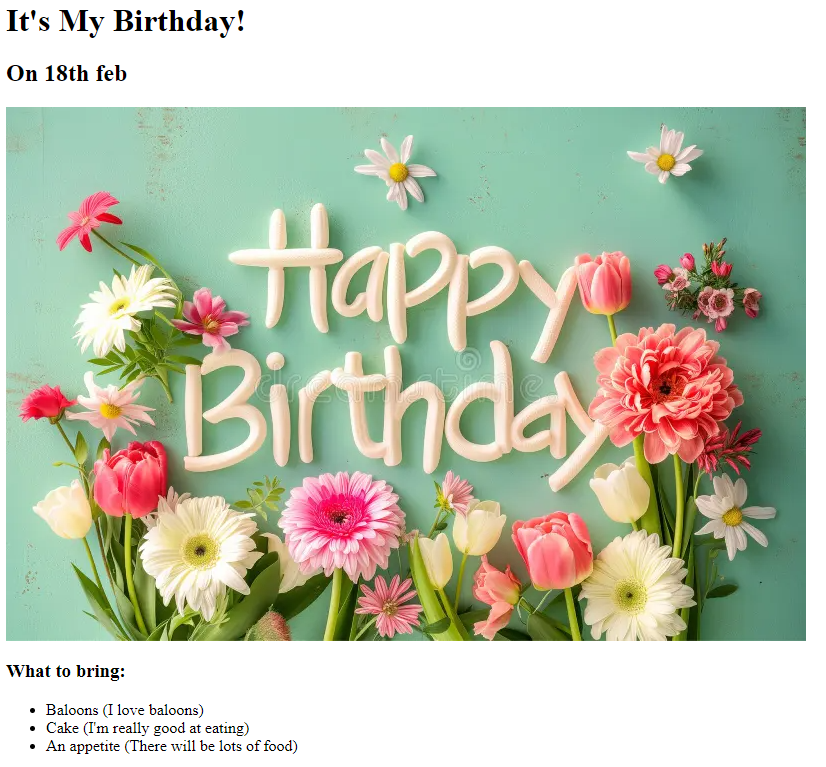 It's My Birthday!
On 18th feb
Happy
Birthday
What to bring:
Baloons (I love baloons)
Cake (I'm really good at eating)
An appetite (There will be lots of food)